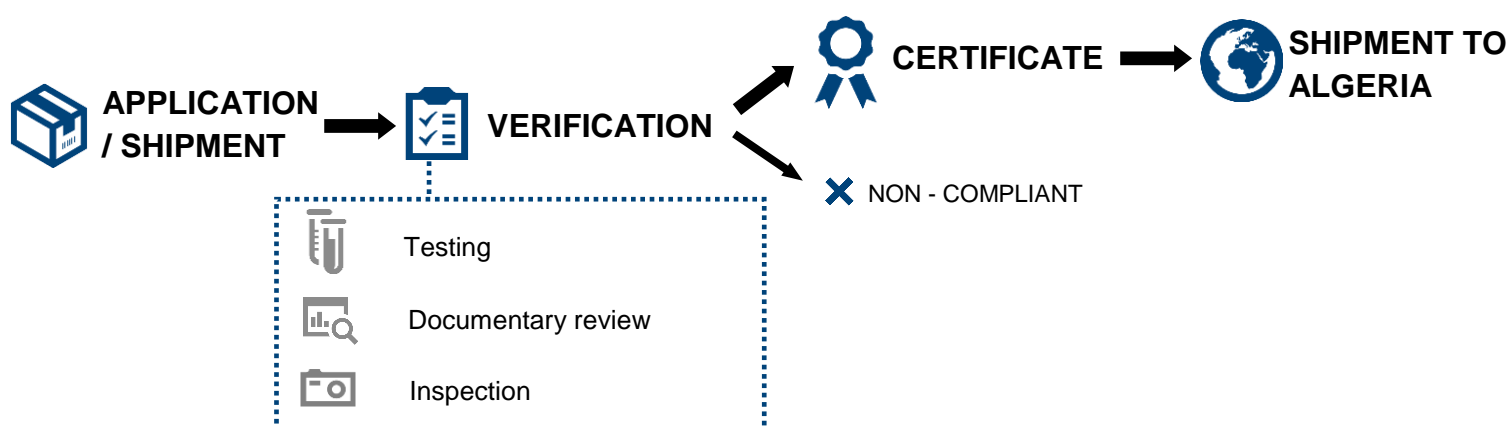 APPLICATION
/ SHIPMENT
VERIFICATION
CERTIFICATE
SHIPMENT TO
ALGERIA
NON - COMPLIANT
Testing
Documentary review
Inspection